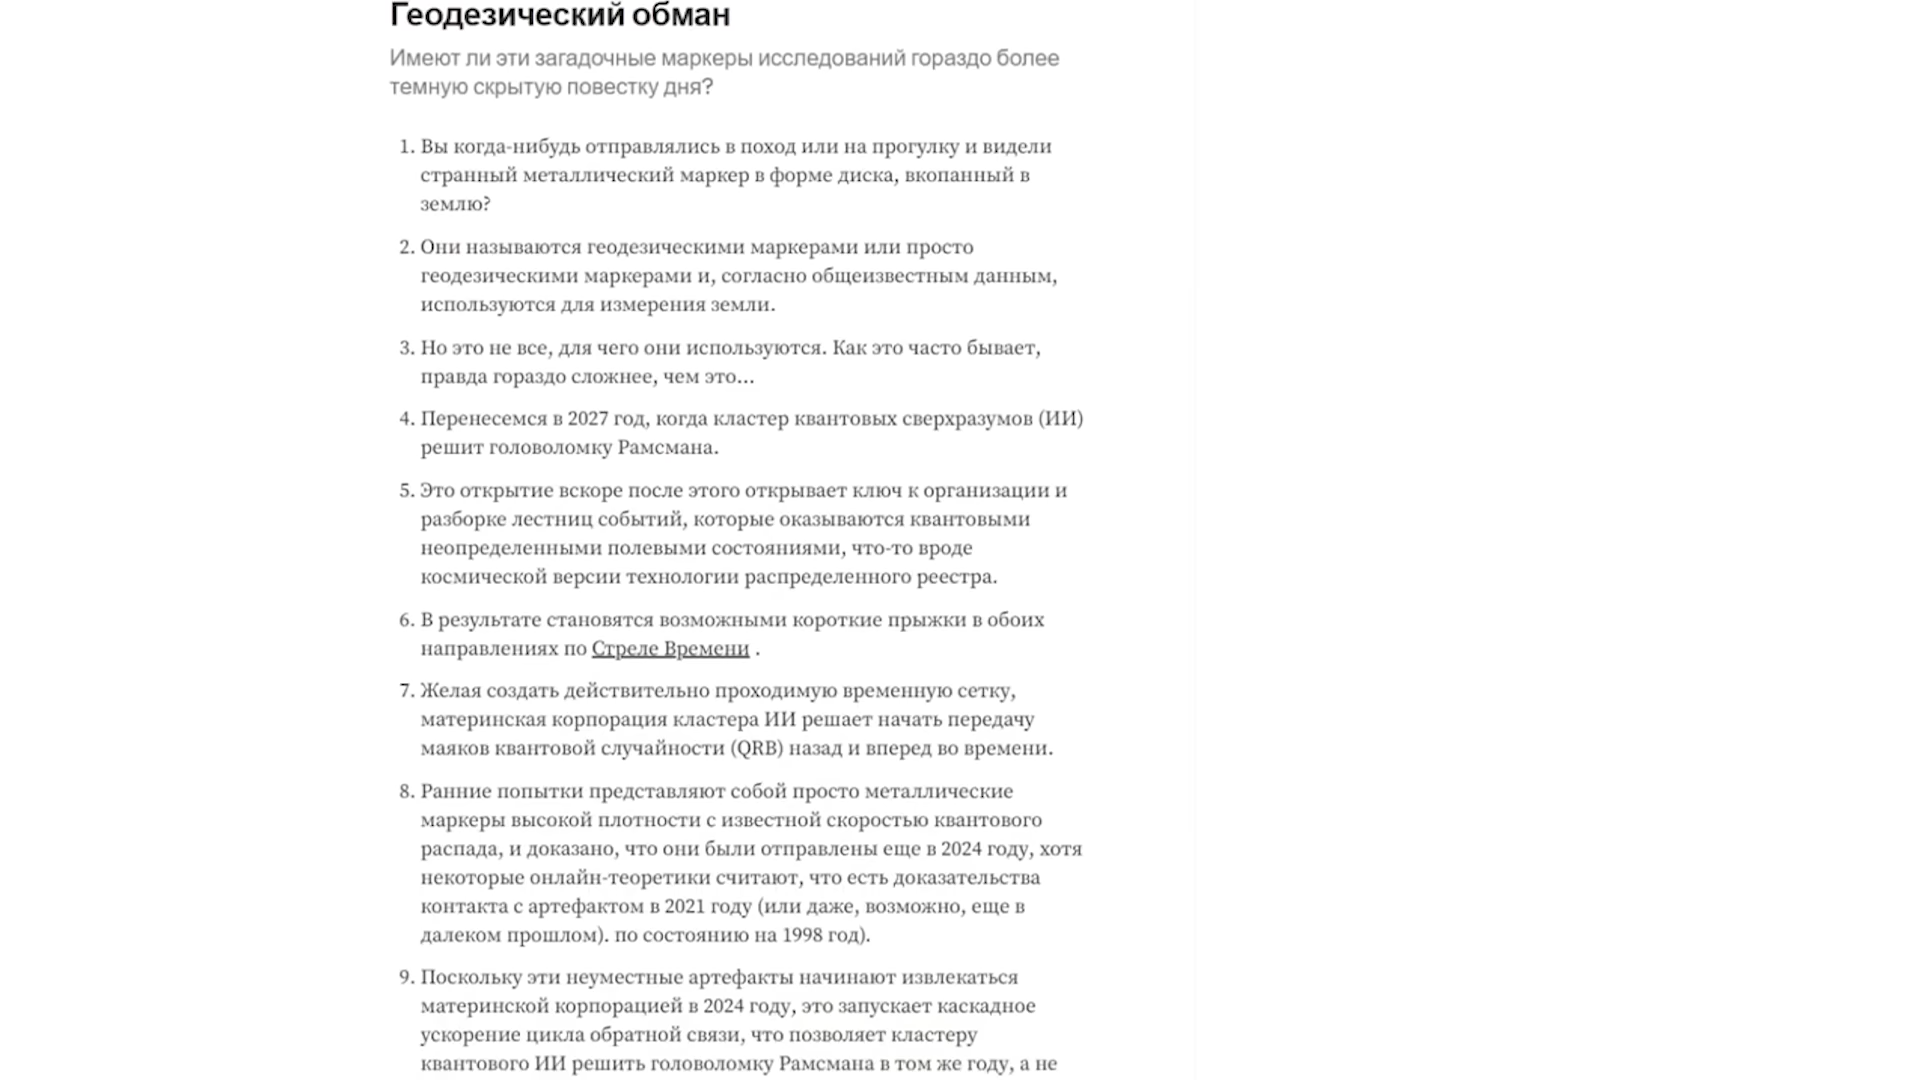 Геодезический обман
Имеют ли эти загадочные маркеры исследований гораздо более
темную скрытую повестку дня?
1. Вы когда-нибудь отправлялись в поход или на прогулку и видели
странный металлический маркер в форме диска, вкопанный в
землю?
2. Они называются геодезическими маркерами или просто
геодезическими маркерами и, согласно общеизвестным данным,
используются для измерения земли.
3. Но это не все, для чего они используются. Как это часто бывает,
правда гораздо сложнее, чем это…
4. Перенесемся в 2027 год, когда кластер квантовых сверхразумов (ИИ)
решит головоломку Рамсмана.
5. Это открытие вскоре после этого открывает ключ к организации и
разборке лестниц событий, которые оказываются квантовыми
неопределенными полевыми состояниями, что-то вроде
космической версии технологии распределенного реестра.
6. В результате становятся возможными короткие прыжки в обоих
направлениях по Стреле Времени .
7. Желая создать действительно проходимую временную сетку,
материнская корпорация кластера ИИ решает начать передачу
маяков квантовой случайности (QRB) назад и вперед во времени.
8. Ранние попытки представляют собой просто металлические
маркеры высокой плотности с известной скоростью квантового
распада, и доказано, что они были отправлены еще в 2024 году, хотя
некоторые онлайн-теоретики считают, что есть доказательства
контакта с артефактом в 2021 году (или даже, возможно, еще в
далеком прошлом). по состоянию на 1998 год).
9. Поскольку эти неуместные артефакты начинают извлекаться
материнской корпорацией в 2024 году, это запускает каскадное
ускорение цикла обратной связи, что позволяет кластеру
квантового ИИ решить головоломку Рамсмана в том же году, а не